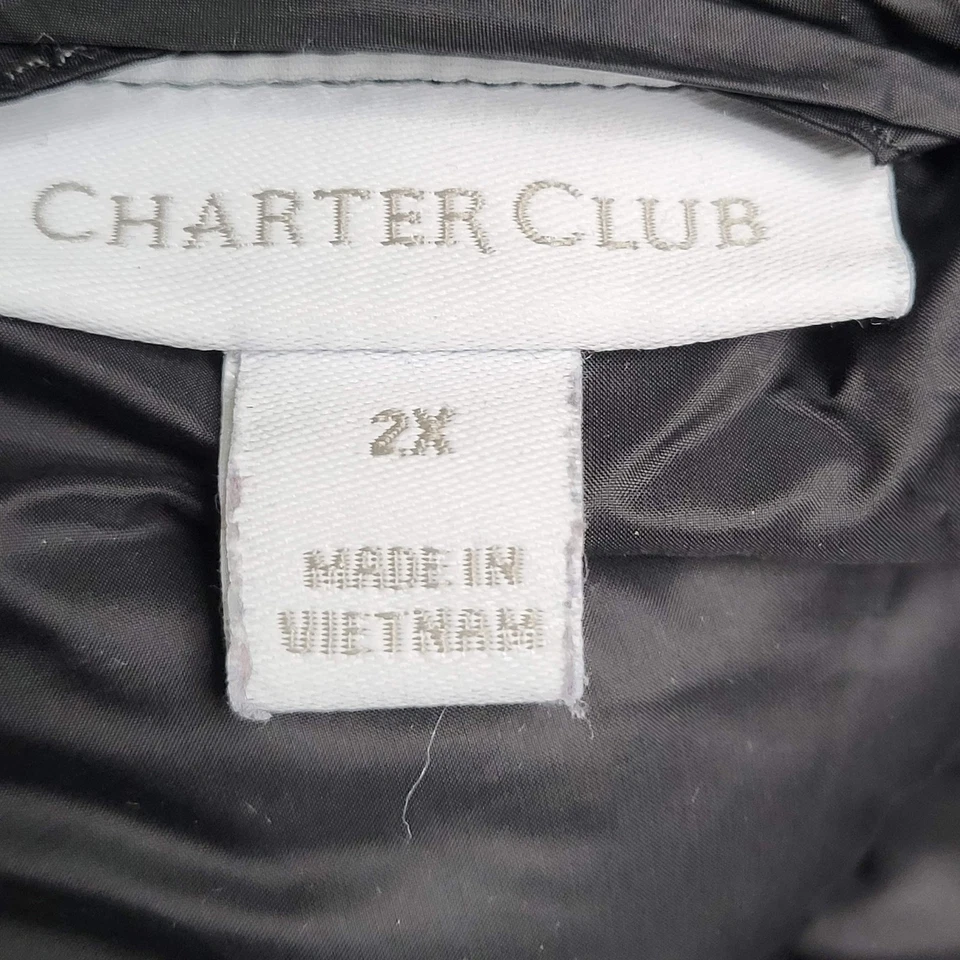 CHARTER CLUB
2X
MADE IN
VIETNAM